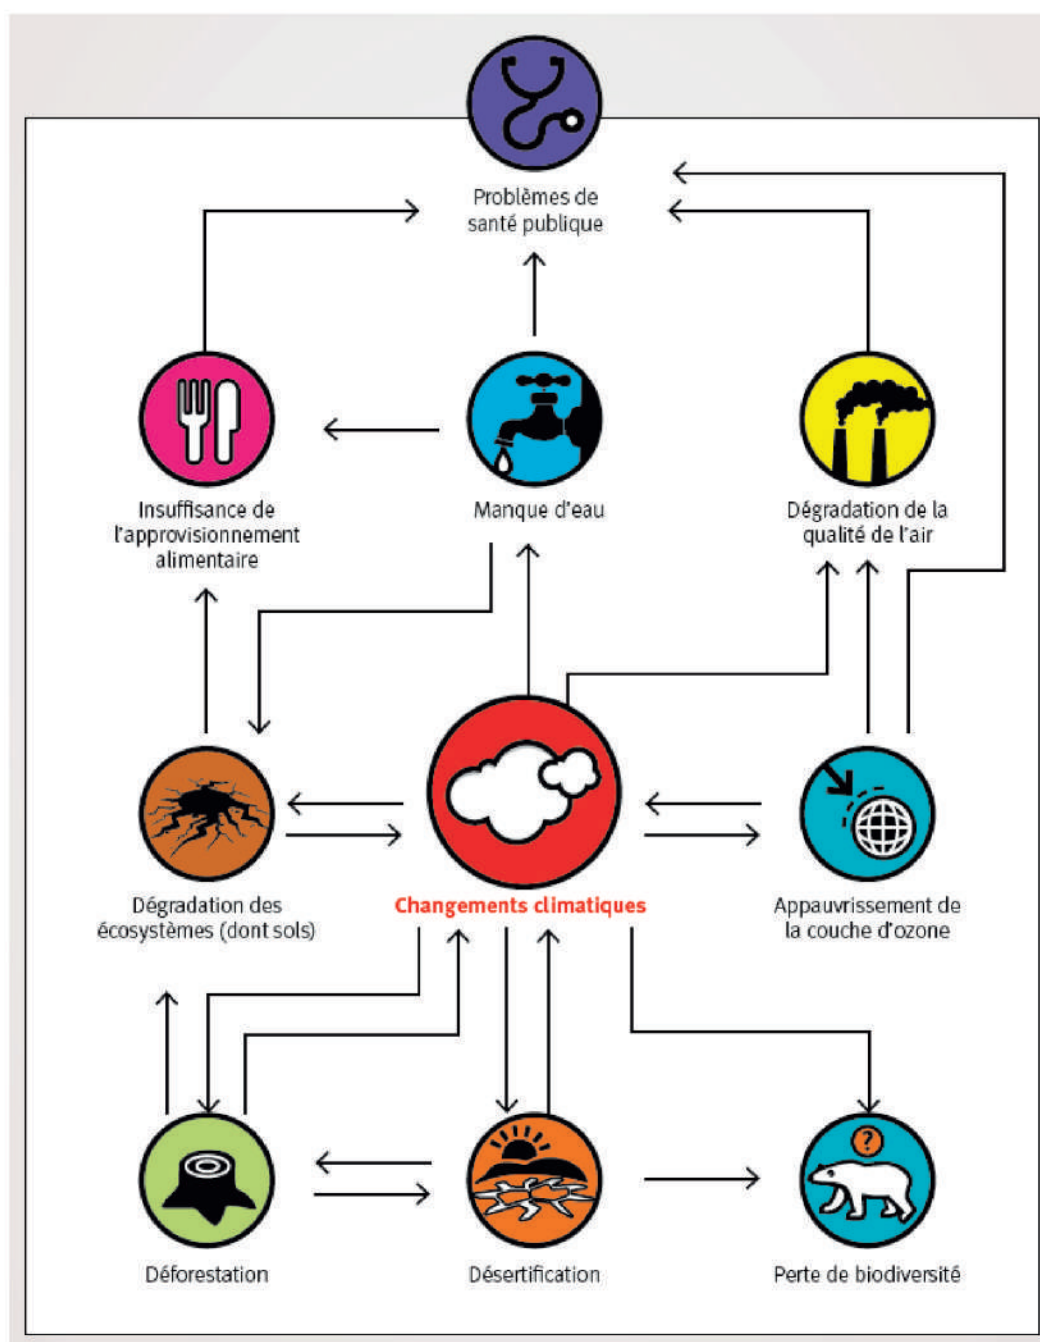 Problèmes de
santé publique
Insuffisance de
l'approvisionnement
alimentaire
Manque d'eau
Dégradation de la
qualité de l'air
Dégradation des
écosystèmes (dont sols)
Changements climatiques
Appauvrissement de
la couche d'ozone
?
Déforestation
Désertification
Perte de biodiversité